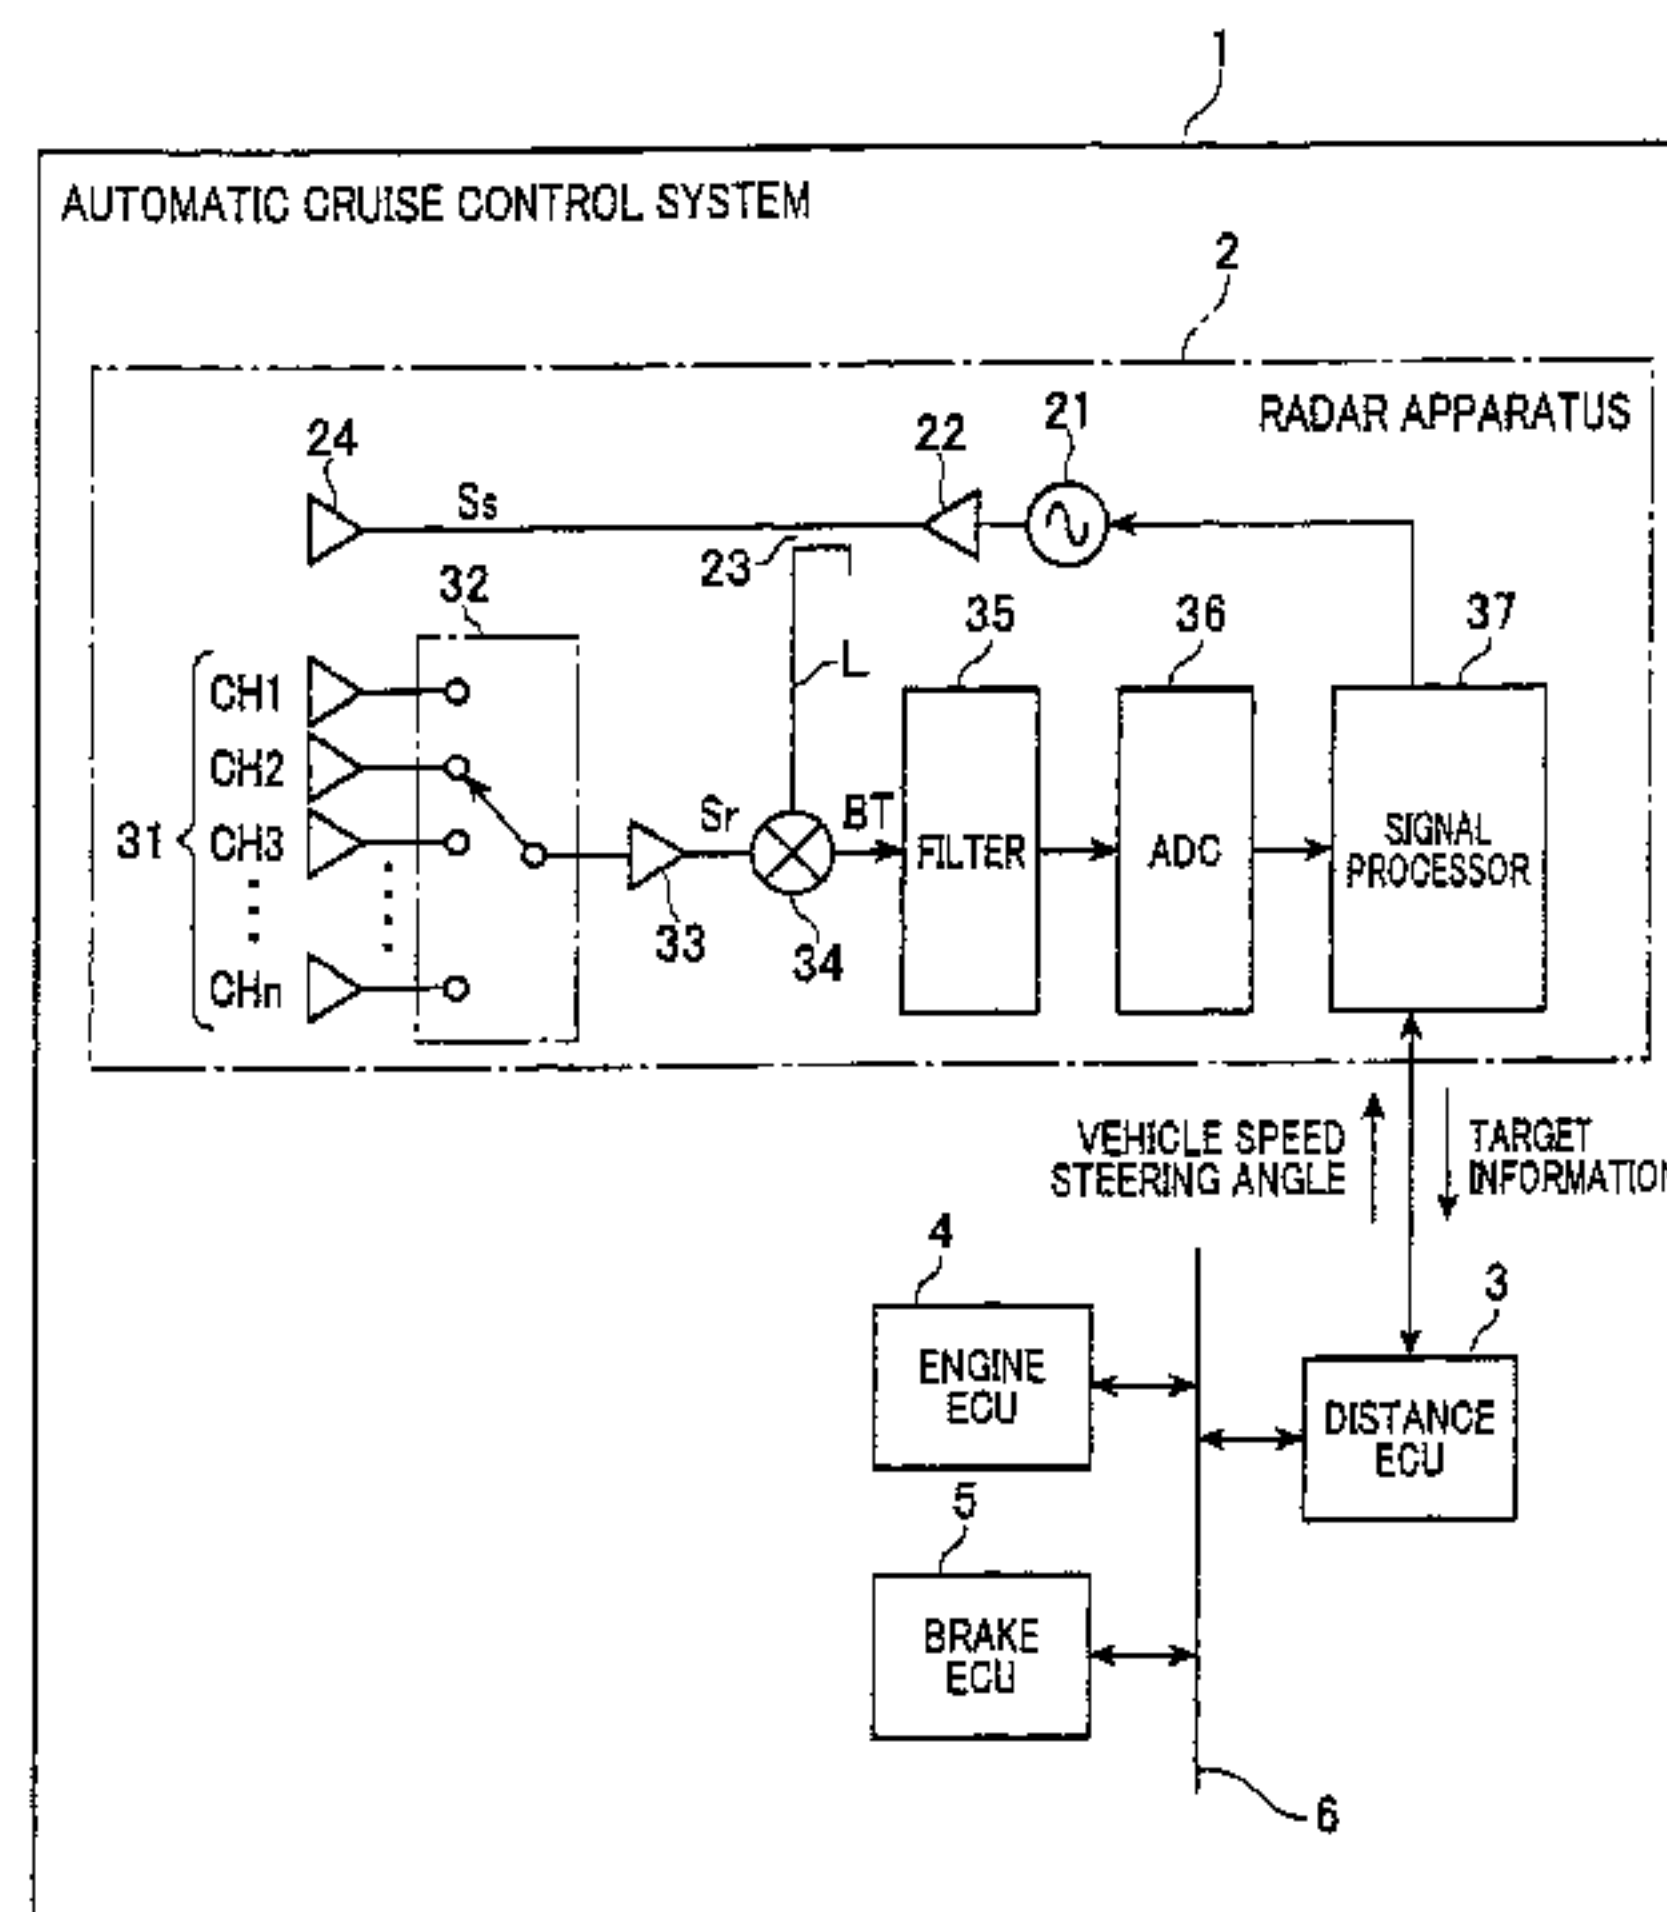 1
AUTOMATIC CRUISE CONTROL SYSTEM
2
RADAR APPARATUS
24
Ss
22
21
23
32
35
36
37
L
CH1
CH2
CH3
CHn
31
Sr
BT
33
34
FILTER
ADC
SIGNAL
PROCESSOR
VEHICLE SPEED
STEERING ANGLE
TARGET
INFORMATION
4
ENGINE
ECU
3
DISTANCE
ECU
5
BRAKE
ECU
6